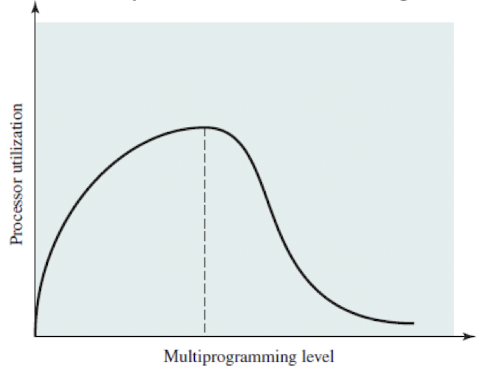 Processor utilization
Multiprogramming level